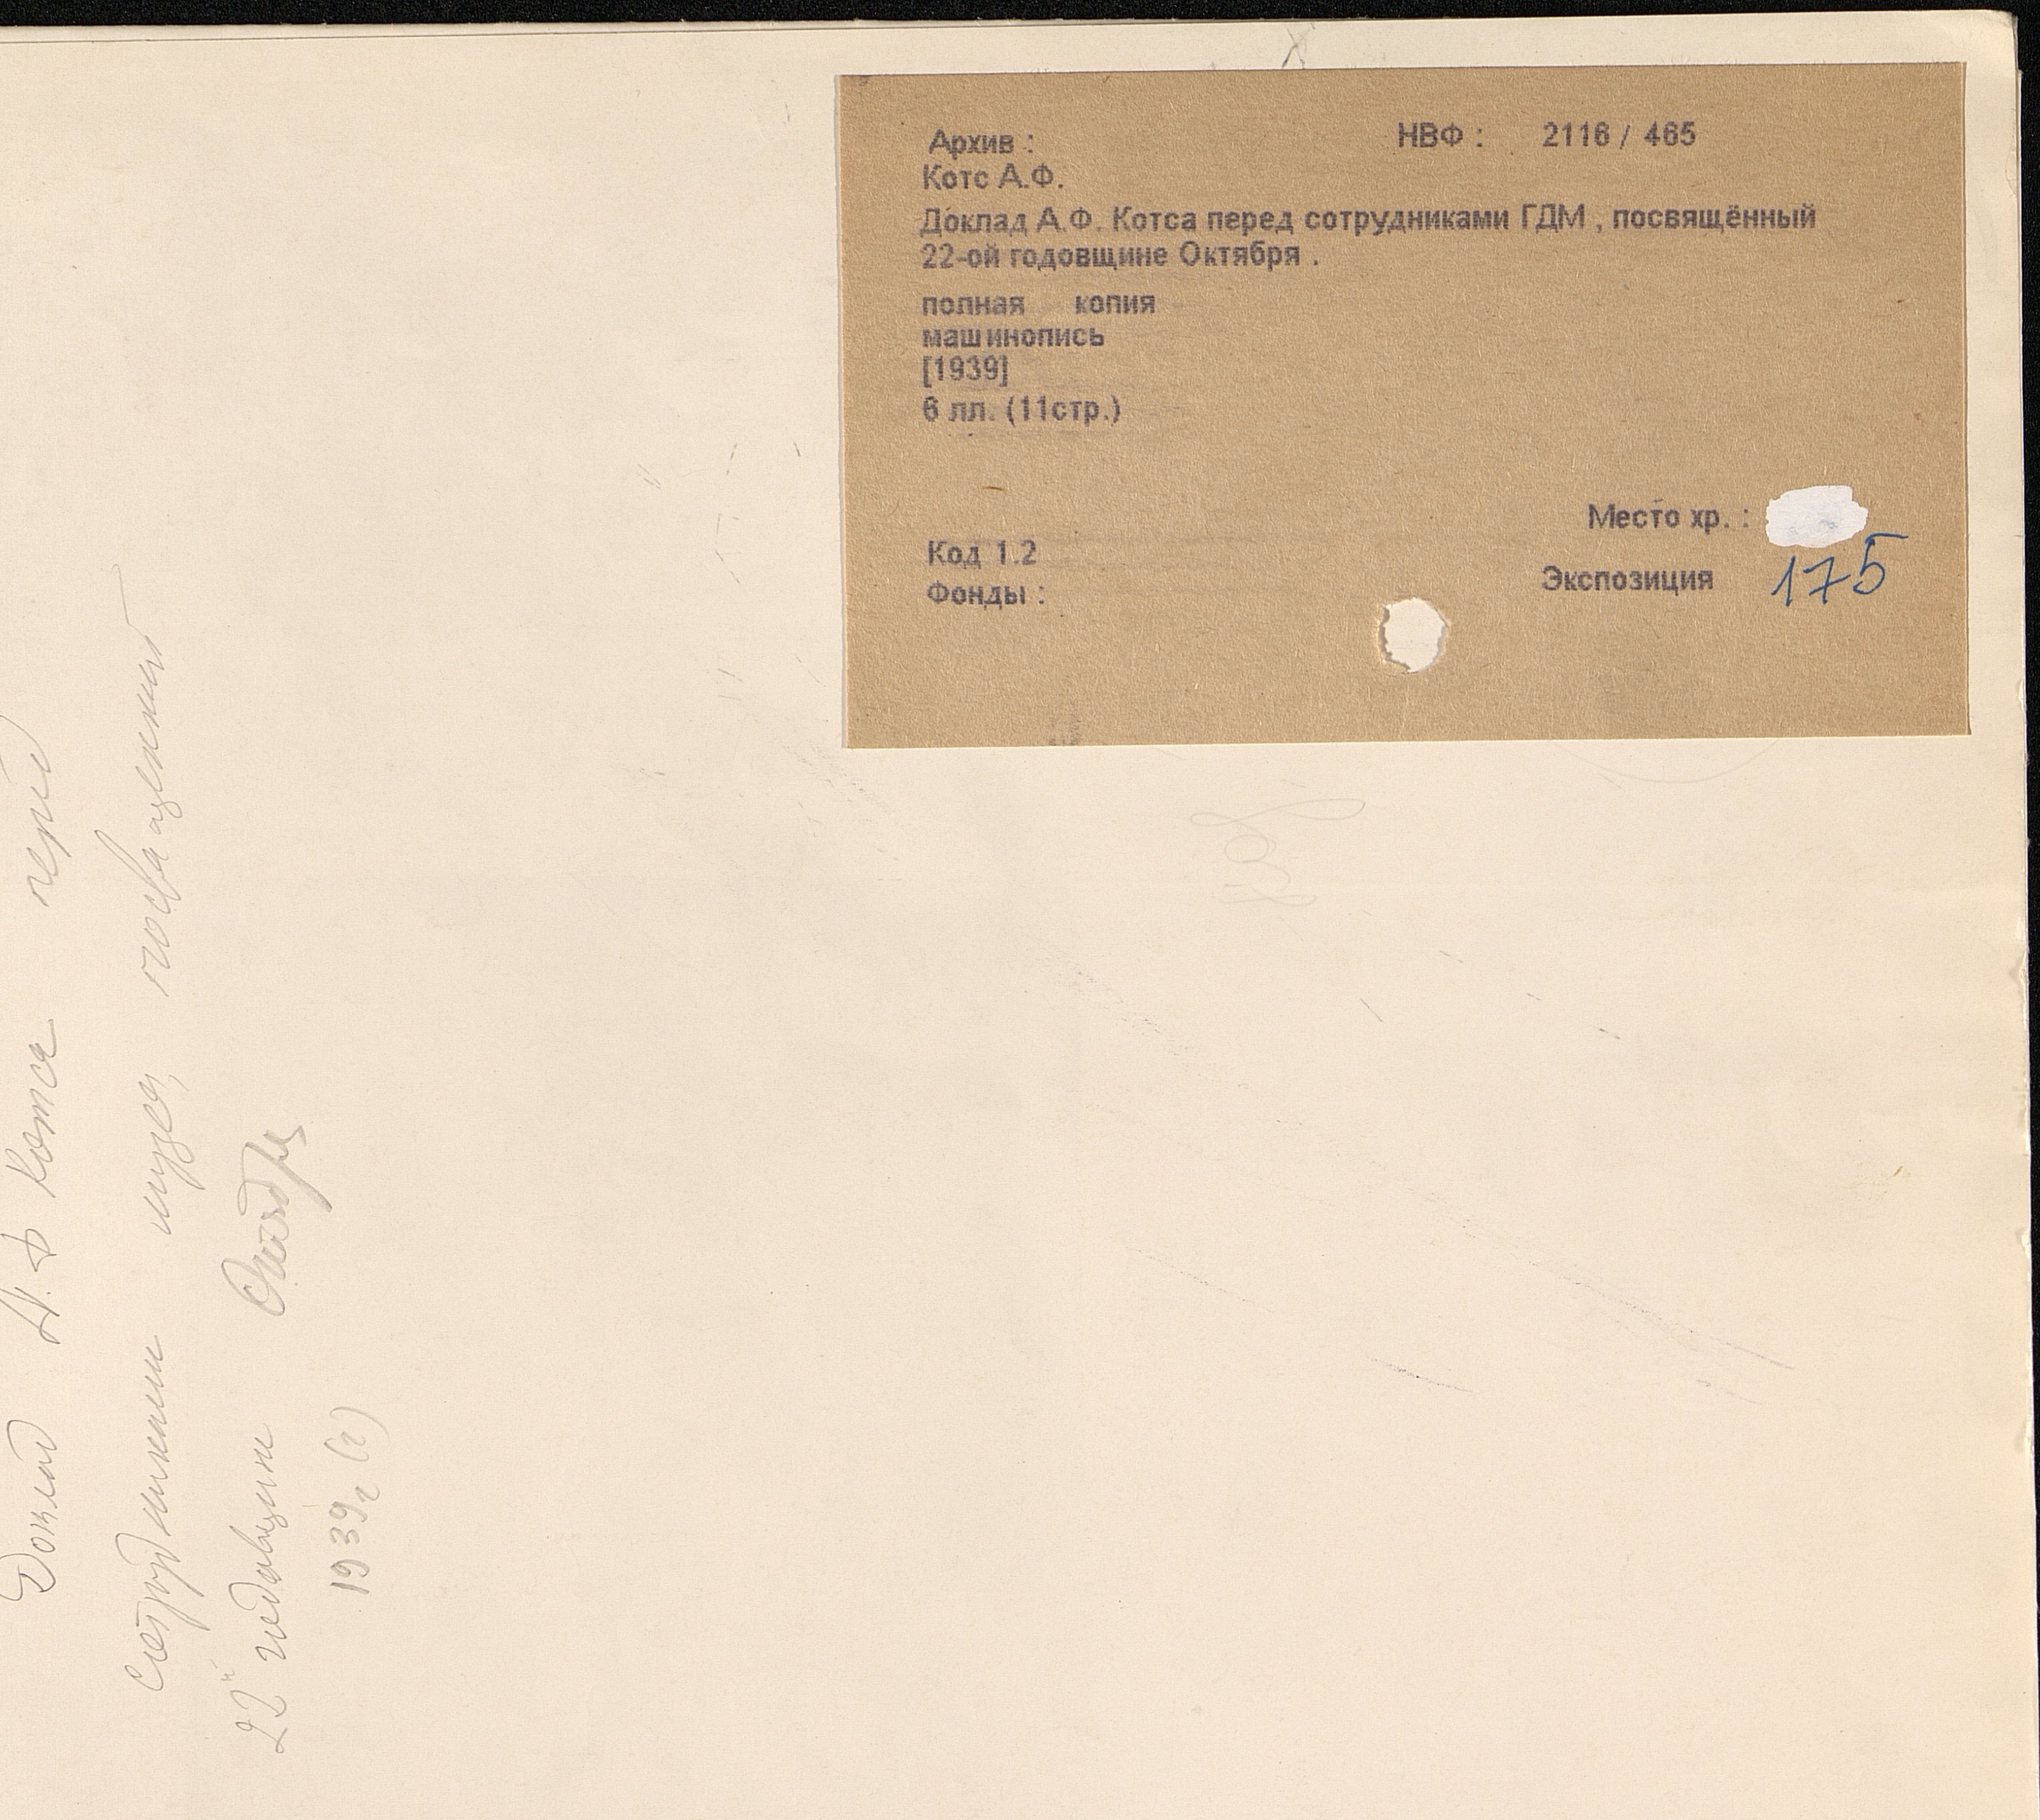 Архив : НВФ : 2116 / 465
Котс А.Ф.
Доклад А.Ф. Котса перед сотрудниками ГДМ , посвящённый
22-ой годовщине Октября .
полная копия
машинопись
[1939]
6 лл. (11стр.)
Место хр. :
Код 1.2
Экспозиция 175
Фонды :
Доклад А.Ф Котса перед
сотрудниками музея, посвященный
22й годовщине Октября
1939г (?)